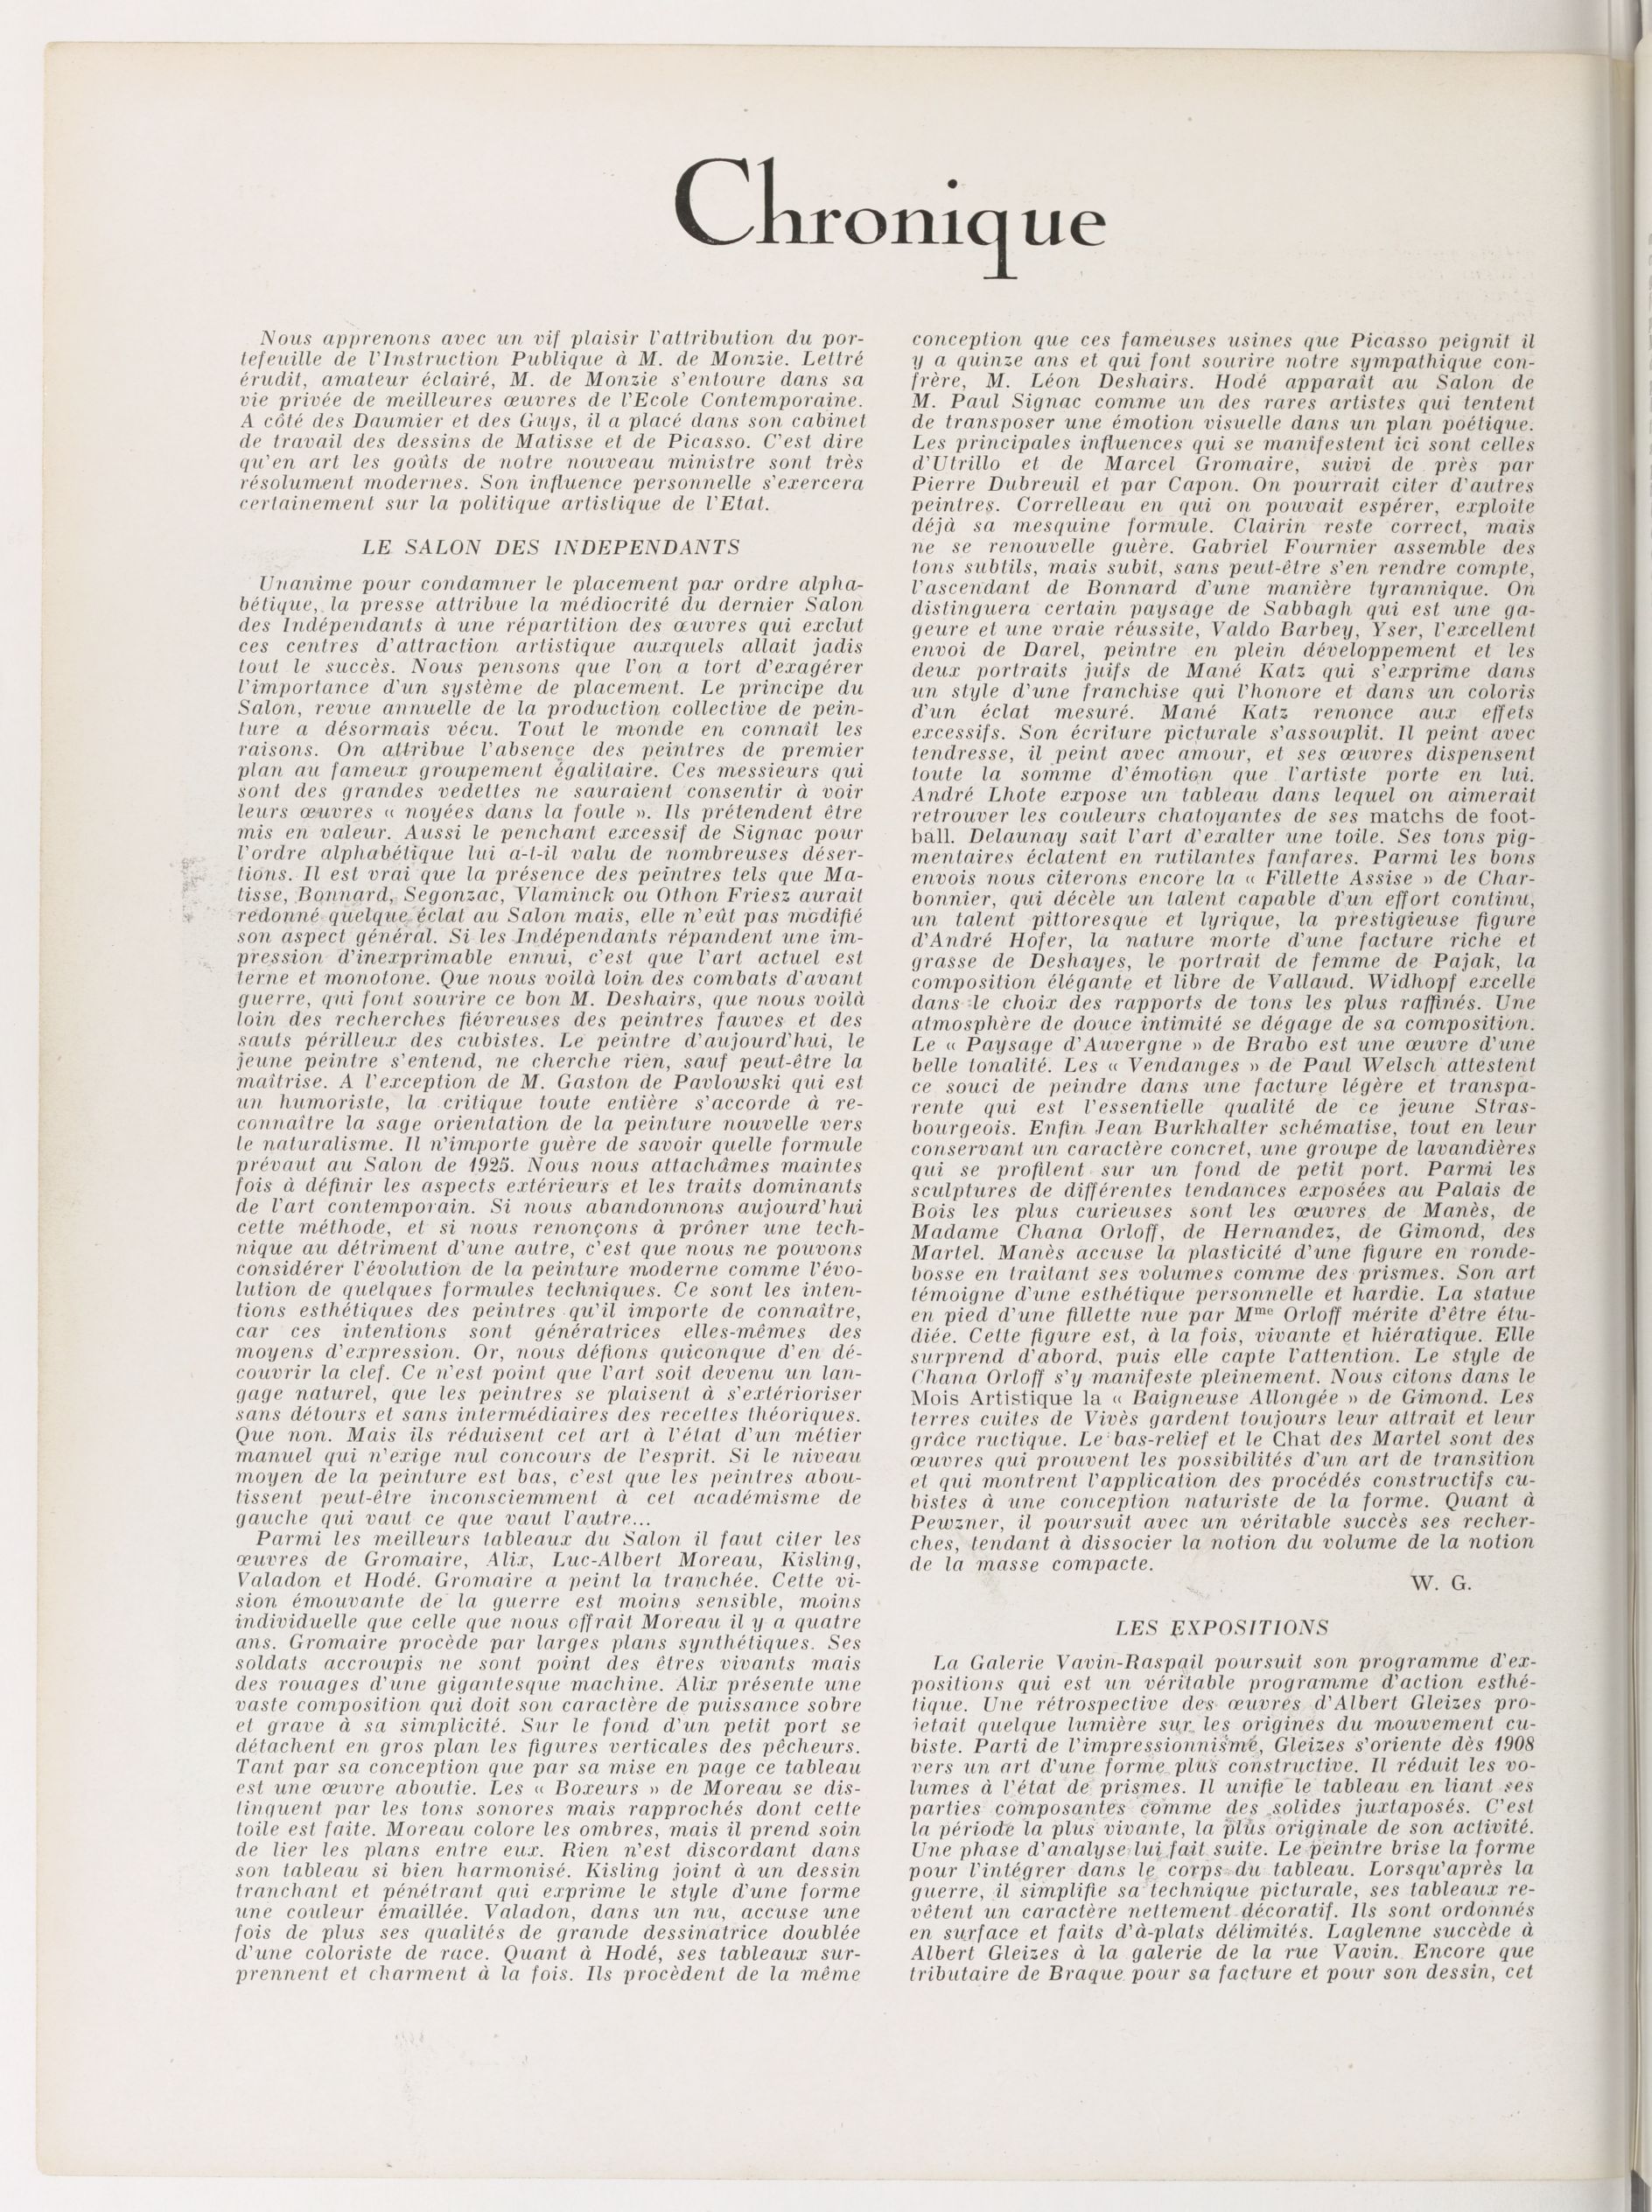 Chronique
Nous apprenons avec un vif plaisir l'attribution du por-
tefeuille de l'Instruction Publique à M. de Monzie. Lettré
érudit, amateur éclairé, M. de Monzie s'entoure dans sa
vie privée de meilleures œuvres de l'Ecole Contemporaine.
A côté des Daumier et des Guys, il a placé dans son cabinet
de travail des dessins de Matisse et de Picasso. C'est dire
qu'en art les goûts de notre nouveau ministre sont très
résolument modernes. Son influence personnelle s'exercera
certainement sur la politique artistique de l'Etat.
LE SALON DES INDEPENDANTS
Unanime pour condamner le placement par ordre alpha-
bétique, la presse attribue la médiocrité du dernier Salon
des Indépendants à une répartition des œuvres qui exclut
ces centres d'attraction artistique auxquels allait jadis
tout le succès. Nous pensons que l'on a tort d'exagérer
l'importance d'un système de placement. Le principe du
Salon, revue annuelle de la production collective de pein-
ture a désormais vécu. Tout le monde en connaît les
raisons. On attribue l'absence des peintres de premier
plan au fameux groupement égalitaire. Ces messieurs qui
sont des grandes vedettes ne sauraient consentir à voir
leurs œuvres « noyées dans la foule ». Ils prétendent être
mis en valeur. Aussi le penchant excessif de Signac pour
l'ordre alphabétique lui a-t-il valu de nombreuses déser-
tions. Il est vrai que la présence des peintres tels que Ma-
tisse, Bonnard, Segonzac, Vlaminck ou Othon Friesz aurait
redonné quelque éclat au Salon mais, elle n'eût pas modifié
son aspect général. Si les Indépendants répandent une im-
pression d'inexprimable ennui, c'est que l'art actuel est
terne et monotone. Que nous voilà loin des combats d'avant
guerre, qui font sourire ce bon M. Deshairs, que nous voilà
loin des recherches fiévreuses des peintres fauves et des
sauts périlleux des cubistes. Le peintre d'aujourd'hui, le
jeune peintre s'entend, ne cherche rien, sauf peut-être la
maîtrise. A l'exception de M. Gaston de Pavlowski qui est
un humoriste, la critique toute entière s'accorde à re-
connaître la sage orientation de la peinture nouvelle vers
le naturalisme. Il n'importe guère de savoir quelle formule
prévaut au Salon de 1925. Nous nous attachâmes maintes
fois à définir les aspects extérieurs et les traits dominants
de l'art contemporain. Si nous abandonnons aujourd'hui
cette méthode, et si nous renonçons à prôner une tech-
nique au détriment d'une autre, c'est que nous ne pouvons
considérer l'évolution de la peinture moderne comme l'évo-
lution de quelques formules techniques. Ce sont les inten-
tions esthétiques des peintres qu'il importe de connaître,
car ces intentions sont génératrices elles-mêmes des
moyens d'expression. Or, nous défions quiconque d'en dé-
couvrir la clef. Ce n'est point que l'art soit devenu un lan-
gage naturel, que les peintres se plaisent à s'extérioriser
sans détours et sans intermédiaires des recettes théoriques.
Que non. Mais ils réduisent cet art à l'état d'un métier
manuel qui n'exige nul concours de l'esprit. Si le niveau
moyen de la peinture est bas, c'est que les peintres abou-
tissent peut-être inconsciemment à cet académisme de
gauche qui vaut ce que vaut l'autre...
Parmi les meilleurs tableaux du Salon il faut citer les
œuvres de Gromaire, Alix, Luc-Albert Moreau, Kisling,
Valadon et Hodé. Gromaire a peint la tranchée. Cette vi-
sion émouvante de la guerre est moins sensible, moins
individuelle que celle que nous offrait Moreau il y a quatre
ans. Gromaire procède par larges plans synthétiques. Ses
soldats accroupis ne sont point des êtres vivants mais
des rouages d'une gigantesque machine. Alix présente une
vaste composition qui doit son caractère de puissance sobre
et grave à sa simplicité. Sur le fond d'un petit port se
détachent en gros plan les figures verticales des pêcheurs.
Tant par sa conception que par sa mise en page ce tableau
est une œuvre aboutie. Les « Boxeurs » de Moreau se dis-
tinguent par les tons sonores mais rapprochés dont cette
toile est faite. Moreau colore les ombres, mais il prend soin
de lier les plans entre eux. Rien n'est discordant dans
son tableau si bien harmonisé. Kisling joint à un dessin
tranchant et pénétrant qui exprime le style d'une forme
une couleur émaillée. Valadon, dans un nu, accuse une
fois de plus ses qualités de grande dessinatrice doublée
d'une coloriste de race. Quant à Hodé, ses tableaux sur-
prennent et charment à la fois. Ils procèdent de la même
conception que ces fameuses usines que Picasso peignit il
y a quinze ans et qui font sourire notre sympathique con-
frère, M. Léon Deshairs. Hodé apparaît au Salon de
M. Paul Signac comme un des rares artistes qui tentent
de transposer une émotion visuelle dans un plan poétique.
Les principales influences qui se manifestent ici sont celles
d'Utrillo et de Marcel Gromaire, suivi de près par
Pierre Dubreuil et par Capon. On pourrait citer d'autres
peintres. Correlleau en qui on pouvait espérer, exploite
déjà sa mesquine formule. Clairin reste correct, mais
ne se renouvelle guère. Gabriel Fournier assemble des
tons subtils, mais subit, sans peut-être s'en rendre compte,
l'ascendant de Bonnard d'une manière tyrannique. On
distinguera certain paysage de Sabbagh qui est une ga-
geure et une vraie réussite, Valdo Barbey, Yser, l'excellent
envoi de Darel, peintre en plein développement et les
deux portraits juifs de Mané Katz qui s'exprime dans
un style d'une franchise qui l'honore et dans un coloris
d'un éclat mesuré. Mané Katz renonce aux effets
excessifs. Son écriture picturale s'assouplit. Il peint avec
tendresse, il peint avec amour, et ses œuvres dispensent
toute la somme d'émotion que l'artiste porte en lui.
André Lhote expose un tableau dans lequel on aimerait
retrouver les couleurs chatoyantes de ses matchs de foot-
ball. Delaunay sait l'art d'exalter une toile. Ses tons pig-
mentaires éclatent en rutilantes fanfares. Parmi les bons
envois nous citerons encore la « Fillette Assise » de Char-
bonnier, qui décèle un talent capable d'un effort continu,
un talent pittoresque et lyrique, la prestigieuse figure
d'André Hofer, la nature morte d'une facture riche et
grasse de Deshayes, le portrait de femme de Pajak, la
composition élégante et libre de Vallaud. Widhopf excelle
dans le choix des rapports de tons les plus raffinés. Une
atmosphère de douce intimité se dégage de sa composition.
Le « Paysage d'Auvergne » de Brabo est une œuvre d'une
belle tonalité. Les « Vendanges » de Paul Welsch attestent
ce souci de peindre dans une facture légère et transpa-
rente qui est l'essentielle qualité de ce jeune Stras-
bourgeois. Enfin Jean Burkhalter schématise, tout en leur
conservant un caractère concret, une groupe de lavandières
qui se profilent sur un fond de petit port. Parmi les
sculptures de différentes tendances exposées au Palais de
Bois les plus curieuses sont les œuvres de Manès, de
Madame Chana Orloff, de Hernandez, de Gimond, des
Martel. Manès accuse la plasticité d'une figure en ronde-
bosse en traitant ses volumes comme des prismes. Son art
témoigne d'une esthétique personnelle et hardie. La statue
en pied d'une fillette nue par Mme Orloff mérite d'être étu-
diée. Cette figure est, à la fois, vivante et hiératique. Elle
surprend d'abord, puis elle capte l'attention. Le style de
Chana Orloff s'y manifeste pleinement. Nous citons dans le
Mois Artistique la « Baigneuse Allongée » de Gimond. Les
terres cuites de Vivès gardent toujours leur attrait et leur
grâce ructique. Le bas-relief et le Chat des Martel sont des
œuvres qui prouvent les possibilités d'un art de transition
et qui montrent l'application des procédés constructifs cu-
bistes à une conception naturiste de la forme. Quant à
Pewzner, il poursuit avec un véritable succès ses recher-
ches, tendant à dissocier la notion du volume de la notion
de la masse compacte.
W. G.
LES EXPOSITIONS
La Galerie Vavin-Raspail poursuit son programme d'ex-
positions qui est un véritable programme d'action esthé-
tique. Une rétrospective des œuvres d'Albert Gleizes pro-
jetait quelque lumière sur les origines du mouvement cu-
biste. Parti de l'impressionnisme, Gleizes s'oriente dès 1908
vers un art d'une forme plus constructive. Il réduit les vo-
lumes à l'état de prismes. Il unifie le tableau en liant ses
parties composantes comme des solides juxtaposés. C'est
la période la plus vivante, la plus originale de son activité.
Une phase d'analyse lui fait suite. Le peintre brise la forme
pour l'intégrer dans le corps du tableau. Lorsqu'après la
guerre, il simplifie sa technique picturale, ses tableaux re-
vêtent un caractère nettement décoratif. Ils sont ordonnés
en surface et faits d'à-plats délimités. Laglenne succède à
Albert Gleizes à la galerie de la rue Vavin. Encore que
tributaire de Braque pour sa facture et pour son dessin, cet